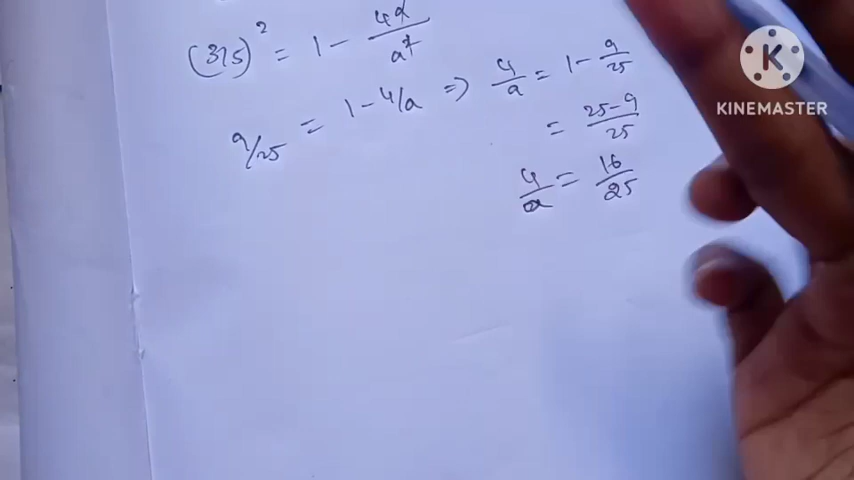 (3/5)² = 1 - 4a/a²
9/25 = 1 - 4/a => 4/a = 1 - 9/25
= 25-9/25
4/a = 16/25
KINEMASTER